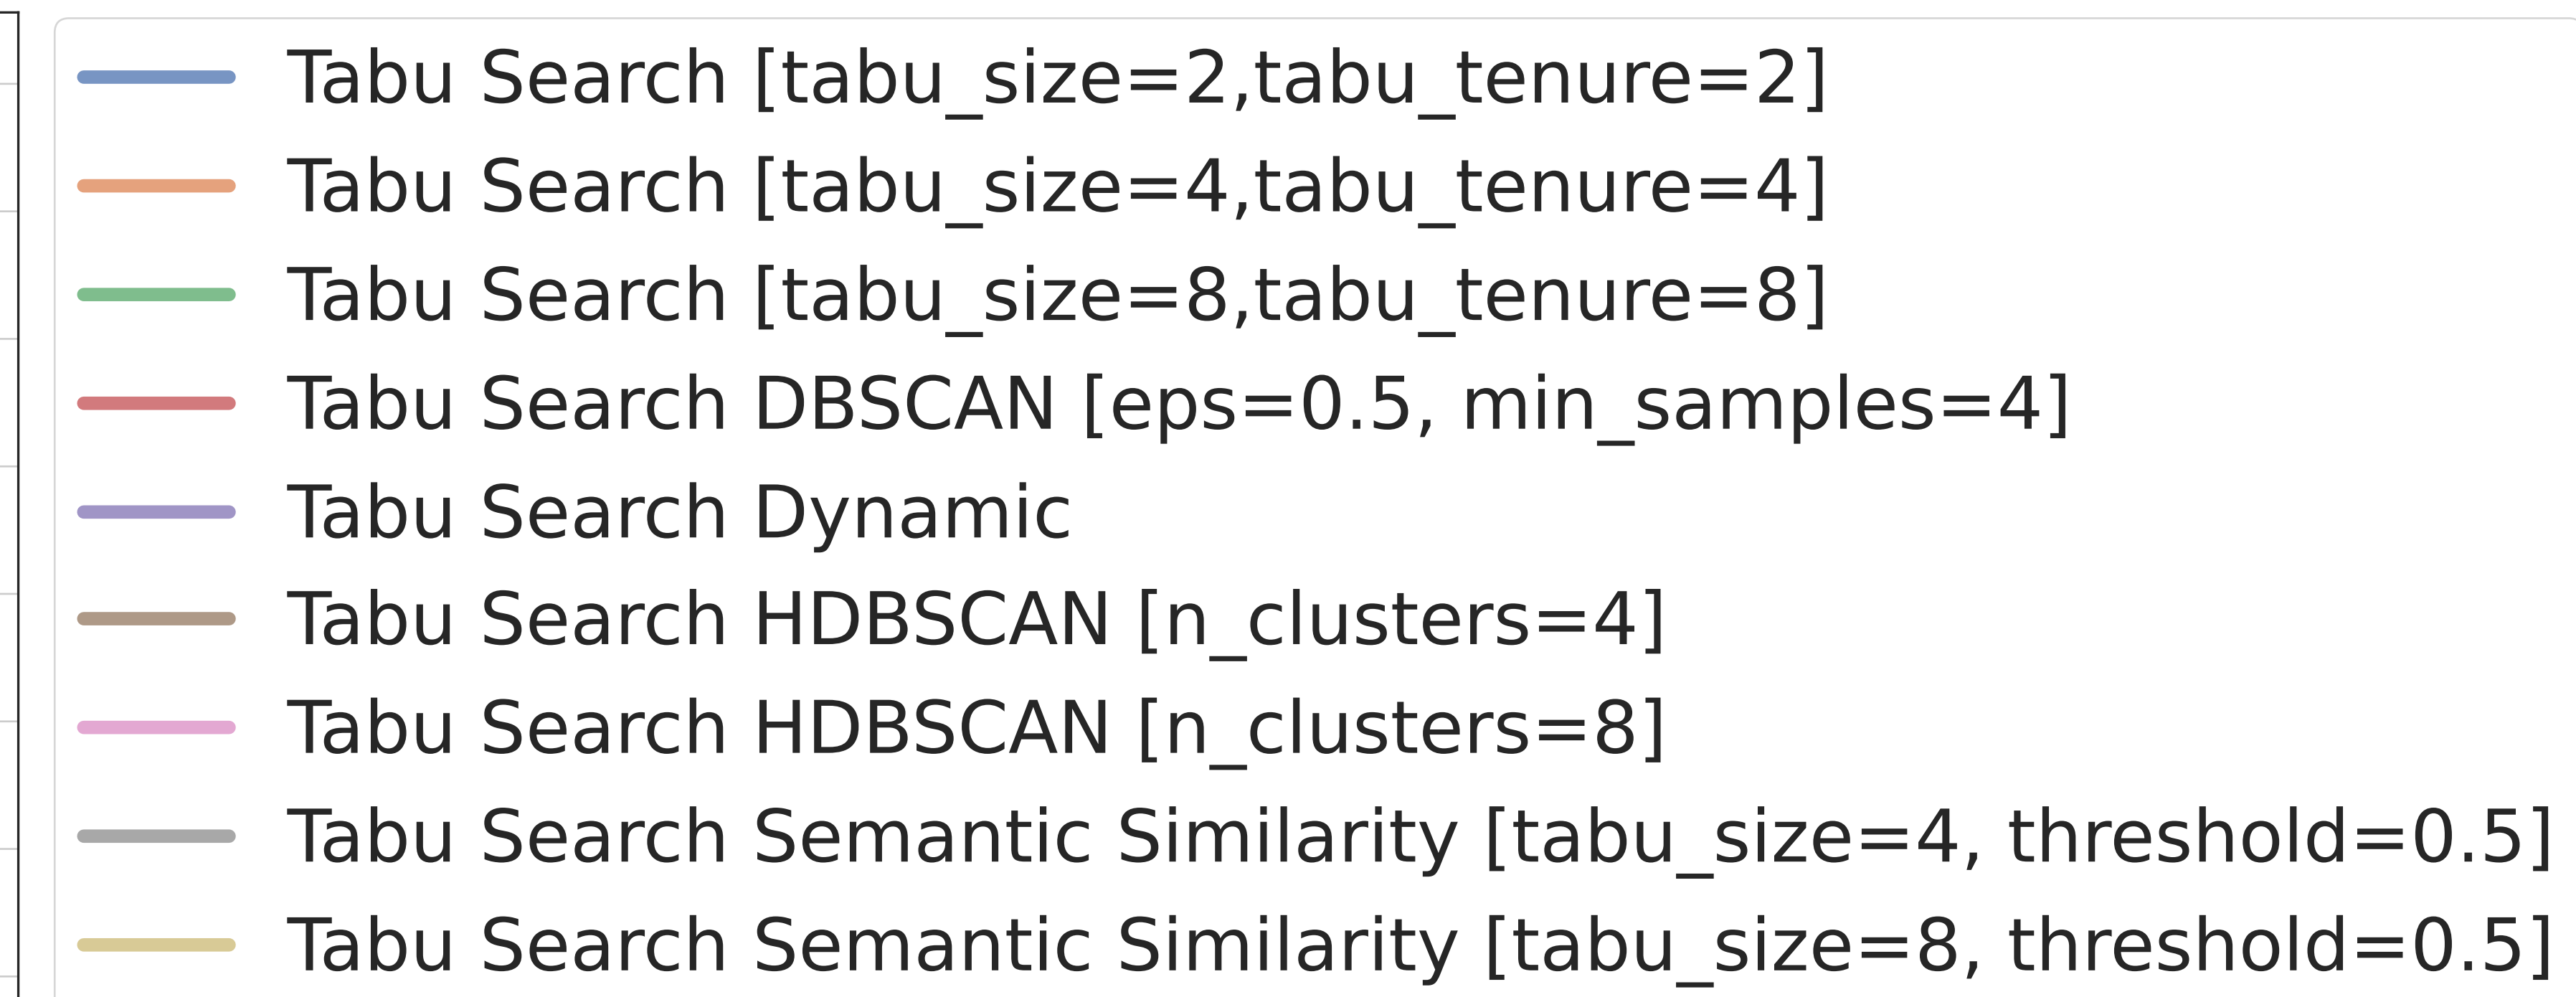 Tabu Search [tabu_size=2,tabu_tenure=2]
Tabu Search [tabu_size=4,tabu_tenure=4]
Tabu Search [tabu_size=8,tabu_tenure=8]
Tabu Search DBSCAN [eps=0.5, min_samples=4]
Tabu Search Dynamic
Tabu Search HDBSCAN [n_clusters=4]
Tabu Search HDBSCAN [n_clusters=8]
Tabu Search Semantic Similarity [tabu_size=4, threshold=0.5]
Tabu Search Semantic Similarity [tabu_size=8, threshold=0.5]